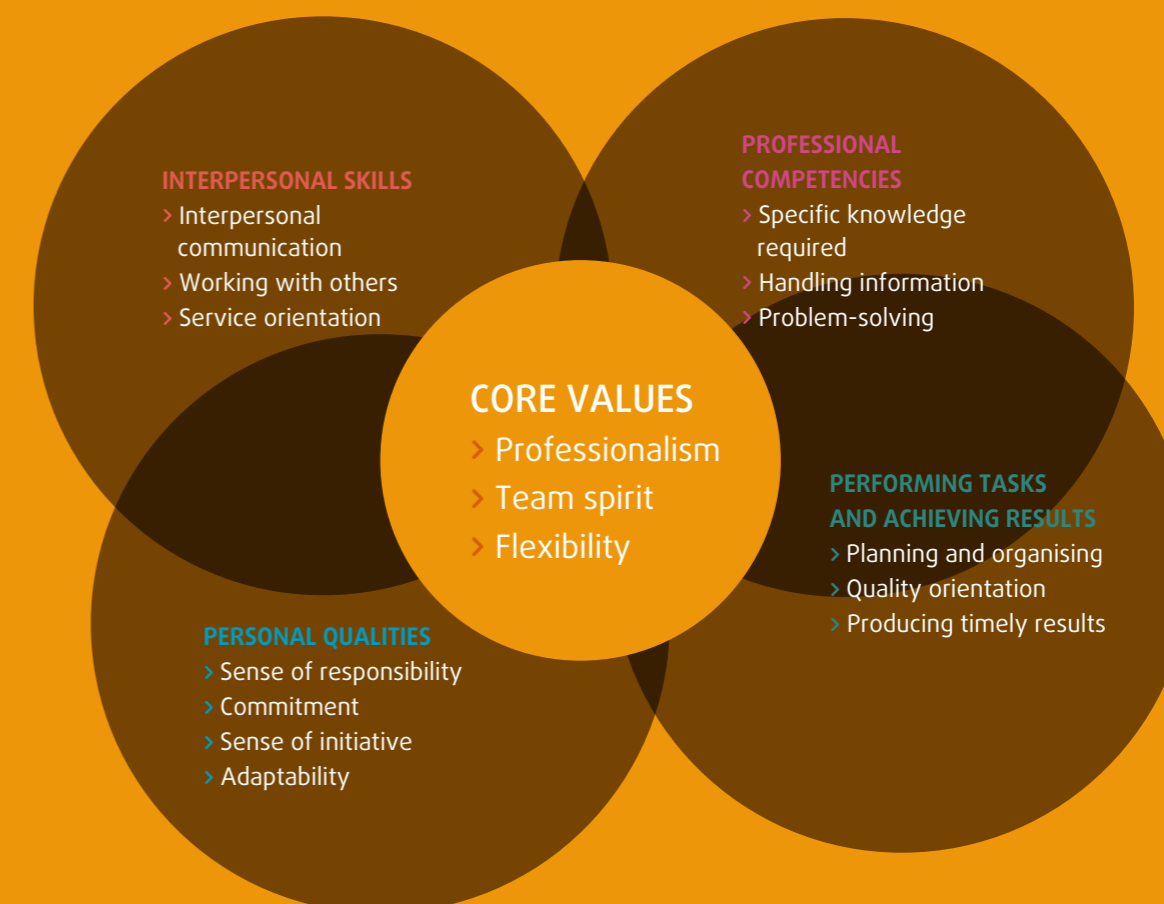 INTERPERSONAL SKILLS
> Interpersonal
communication
> Working with others
> Service orientation
PROFESSIONAL
COMPETENCIES
> Specific knowledge
required
> Handling information
> Problem-solving
CORE VALUES
> Professionalism
> Team spirit
> Flexibility
PERFORMING TASKS
AND ACHIEVING RESULTS
> Planning and organising
> Quality orientation
> Producing timely results
PERSONAL QUALITIES
> Sense of responsibility
> Commitment
> Sense of initiative
> Adaptability